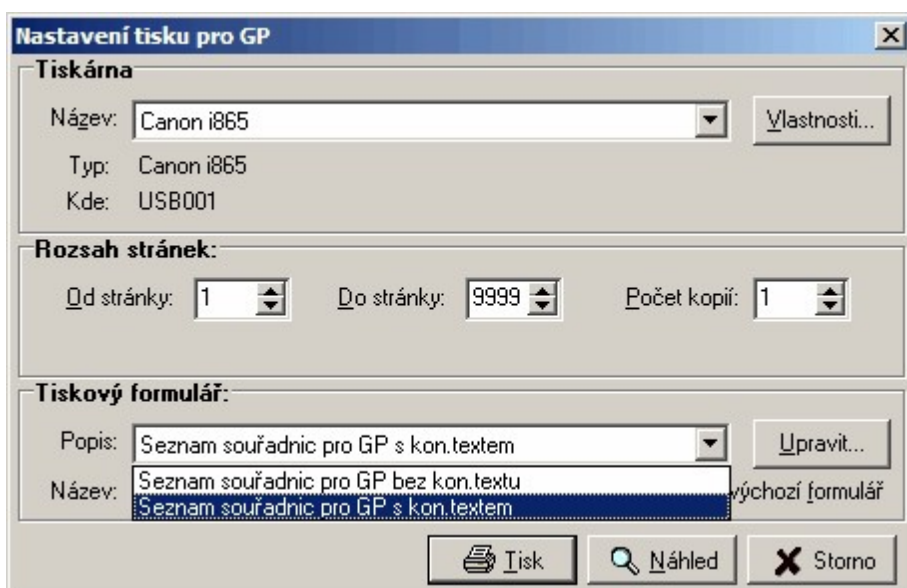 Nastavení tisku pro GP
Tiskárna
Název: Canon i865 Vlastnosti...
Typ: Canon i865
Kde: USB001
Rozsah stránek:
Od stránky: 1 Do stránky: 9999 Počet kopií: 1
Tiskový formulář:
Popis: Seznam souřadnic pro GP s kon.textem Upravit...
Název: Seznam souřadnic pro GP bez kon.textu výchozí formulář
Seznam souřadnic pro GP s kon.textem
Tisk Náhled Storno